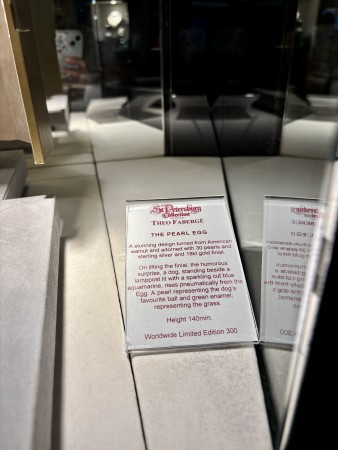 St Petersburg
Collection
THEO FABERGÉ
THE PEARL EGG
A stunning design turned from American
walnut and adorned with 30 pearls and
sterling silver and 18kt gold finial.
On lifting the finial, the humorous
surprise, a dog, standing beside a
lamppost lit with a sparkling cut blue
aquamarine, rises pneumatically from the
Egg. A pearl representing the dog's
favourite ball and green enamel,
representing the grass.
Height 140mm.
Worldwide Limited Edition 300